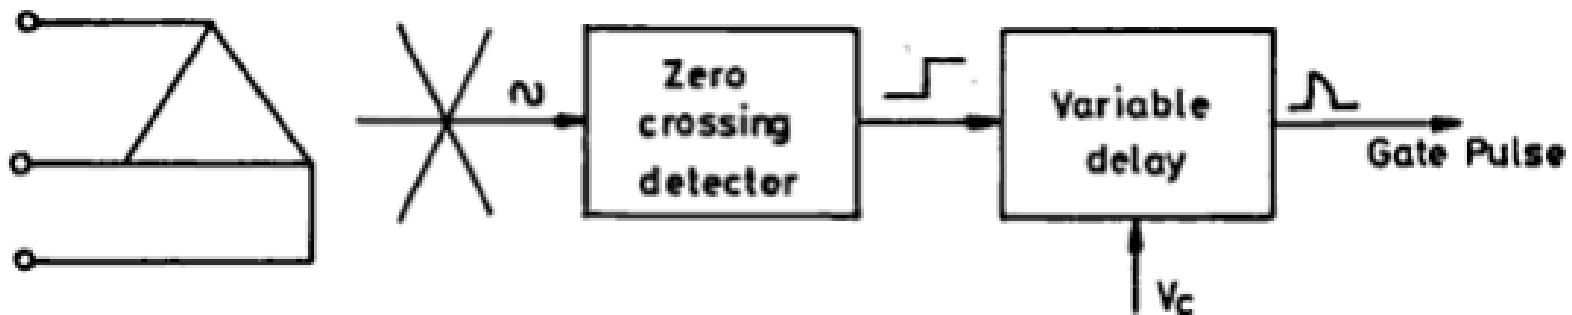 Zero
crossing
detector
Variable
delay
Gate Pulse
Vc